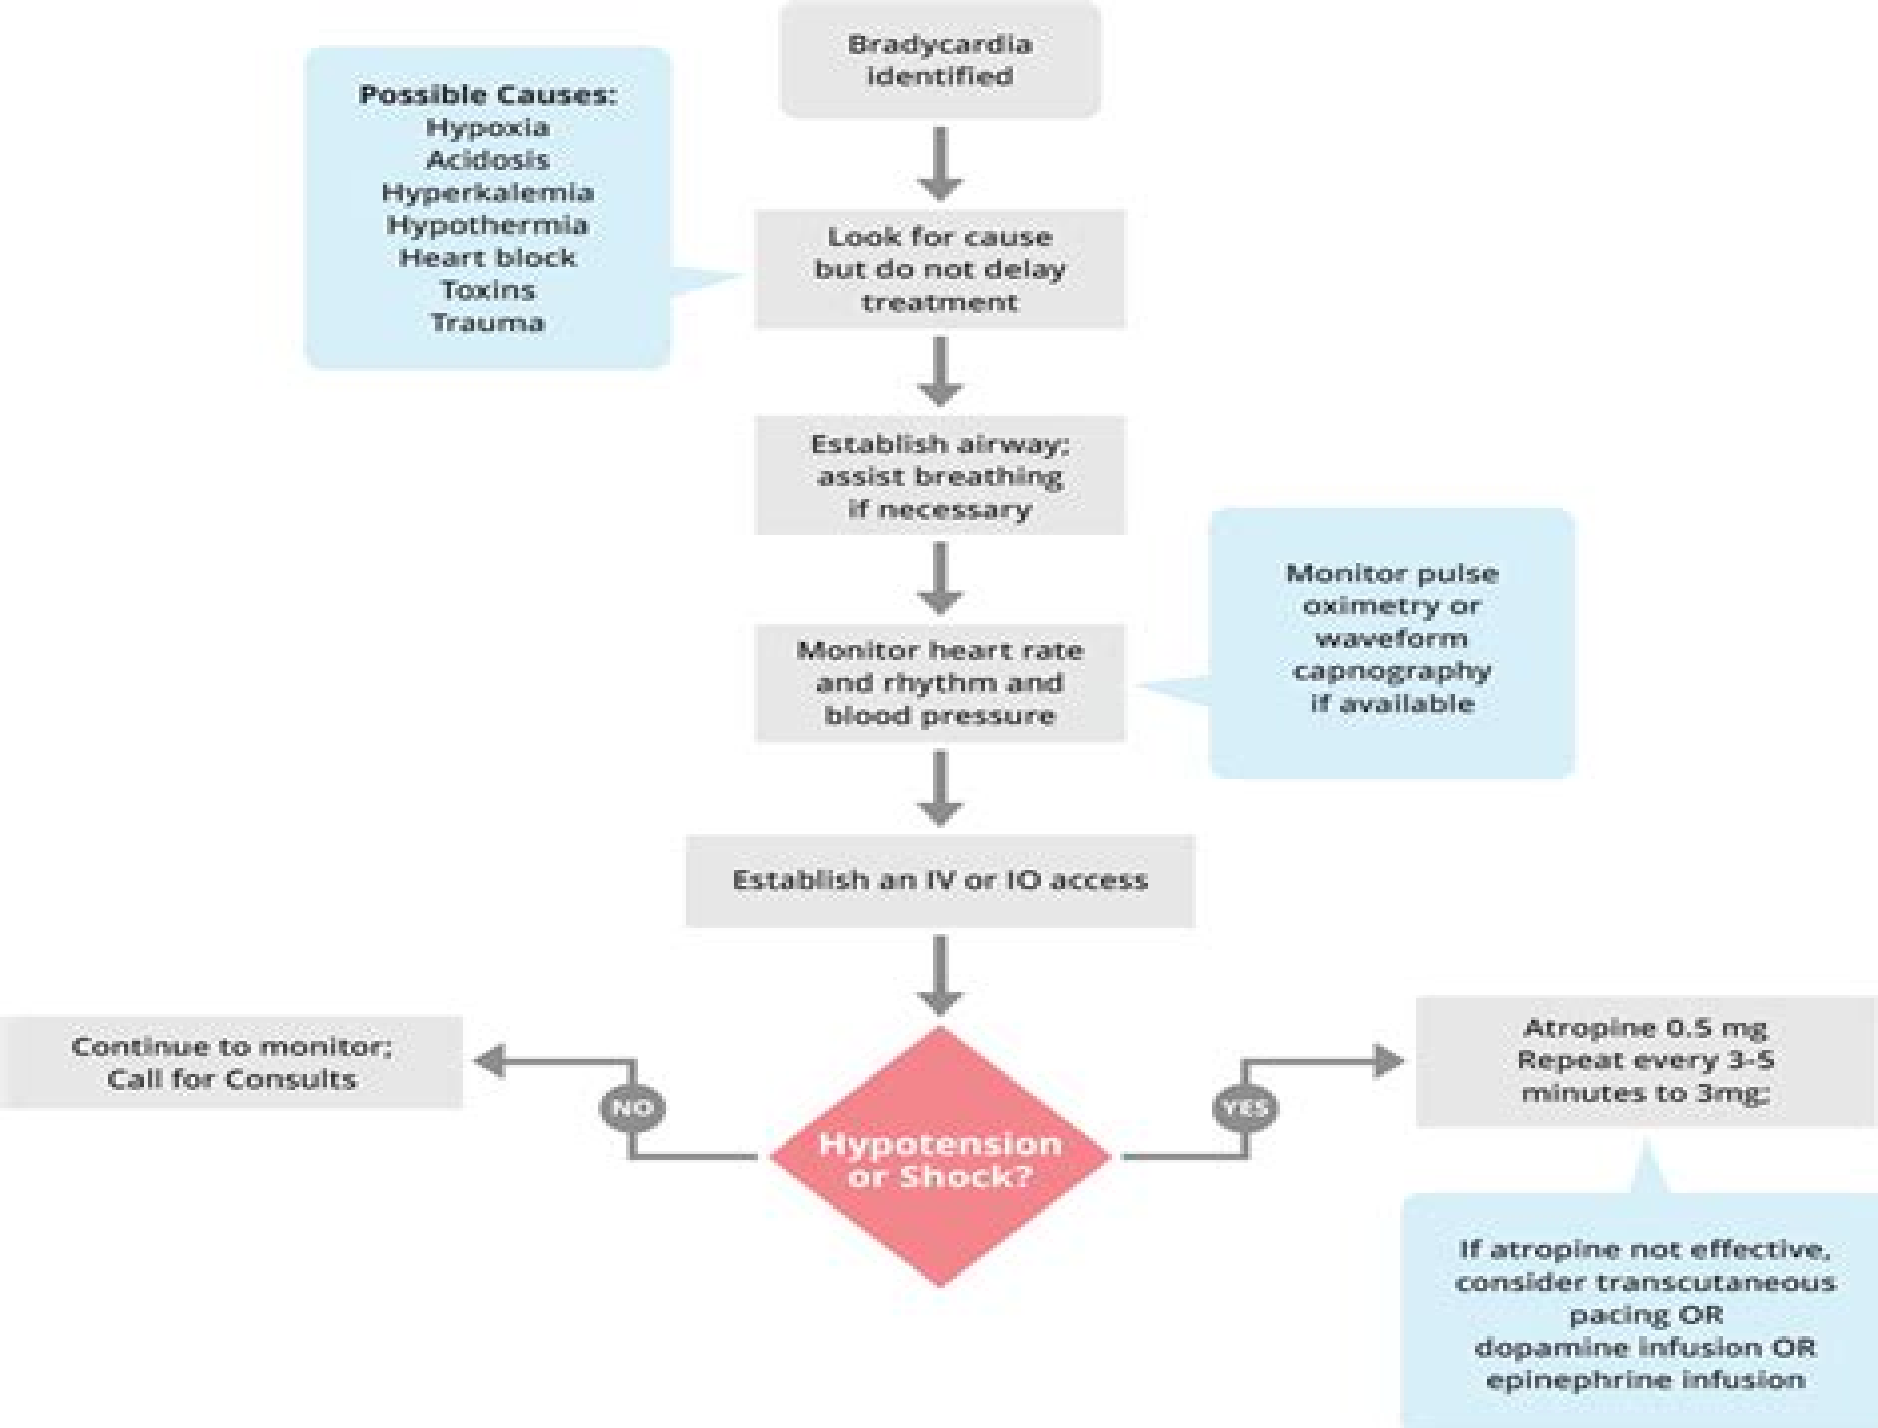 Bradycardia
identified
Possible Causes:
Hypoxia
Acidosis
Hyperkalemia
Hypothermia
Heart block
Toxins
Trauma
Look for cause
but do not delay
treatment
Establish airway;
assist breathing
if necessary
Monitor heart rate
and rhythm and
blood pressure
Monitor pulse
oximetry or
waveform
capnography
if available
Establish an IV or IO access
Hypotension
or Shock?
NO
Continue to monitor;
Call for Consults
YES
Atropine 0.5 mg
Repeat every 3-5
minutes to 3mg;
If atropine not effective,
consider transcutaneous
pacing OR
dopamine infusion OR
epinephrine infusion